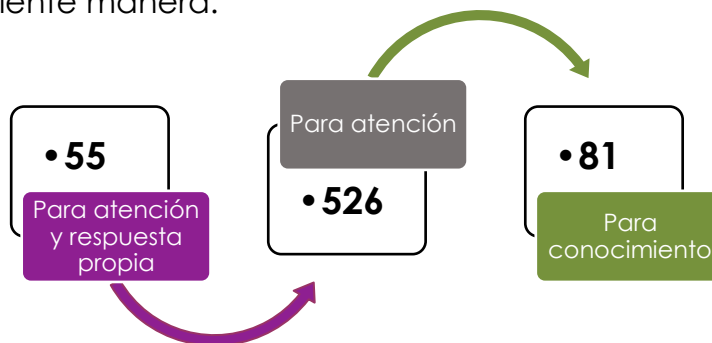 iente manera:
• 55
Para atención
y respuesta
propia
Para atención
• 526
• 81
Para
conocimiento